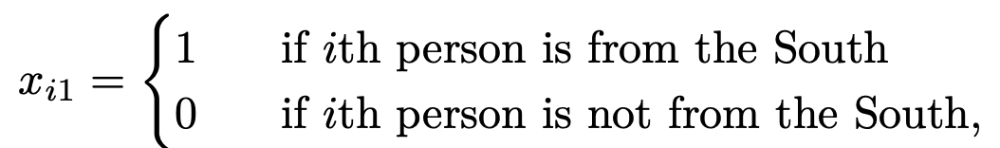 x_{i1} = { 1 if ith person is from the South
0 if ith person is not from the South,